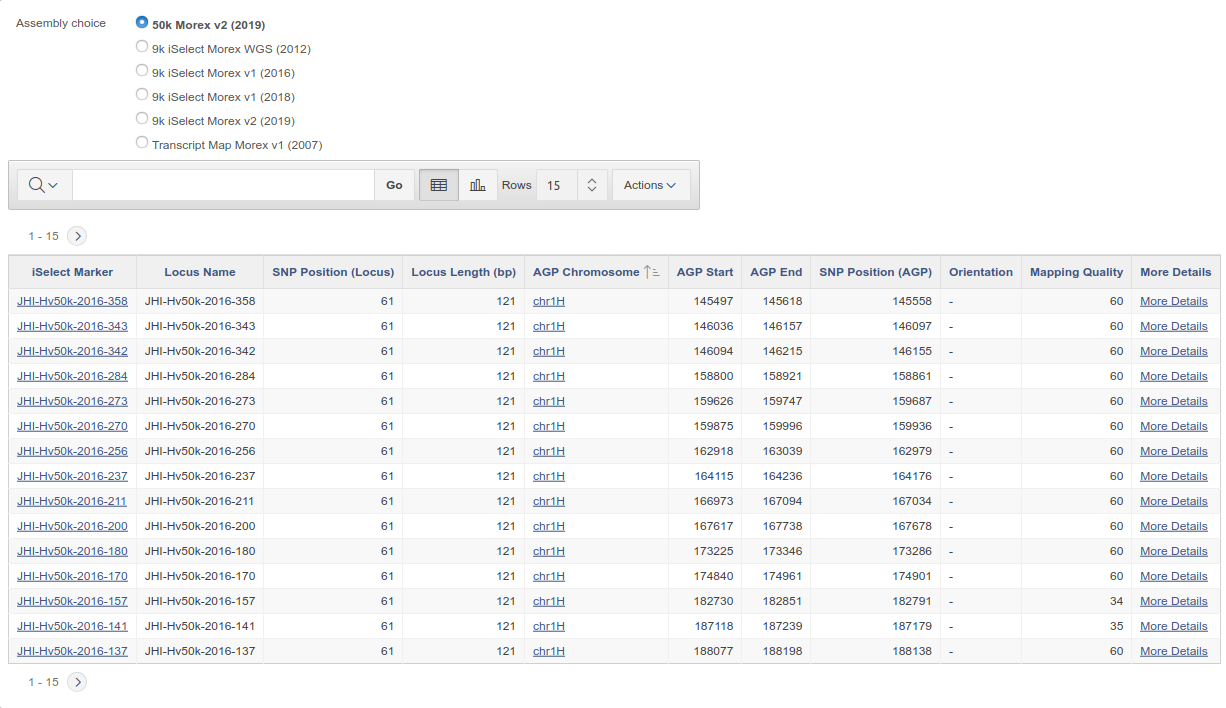 Assembly choice
50k Morex v2 (2019)
9k iSelect Morex WGS (2012)
9k iSelect Morex v1 (2016)
9k iSelect Morex v1 (2018)
9k iSelect Morex v2 (2019)
Transcript Map Morex v1 (2007)
Go Rows 15 Actions
1 - 15
iSelect Marker Locus Name SNP Position (Locus) Locus Length (bp) AGP Chromosome AGP Start AGP End SNP Position (AGP) Orientation Mapping Quality More Details
JHI-Hv50k-2016-358 JHI-Hv50k-2016-358 61 121 chr1H 145497 145618 145558 - 60 More Details
JHI-Hv50k-2016-343 JHI-Hv50k-2016-343 61 121 chr1H 146036 146157 146097 - 60 More Details
JHI-Hv50k-2016-342 JHI-Hv50k-2016-342 61 121 chr1H 146094 146215 146155 - 60 More Details
JHI-Hv50k-2016-284 JHI-Hv50k-2016-284 61 121 chr1H 158800 158921 158861 - 60 More Details
JHI-Hv50k-2016-273 JHI-Hv50k-2016-273 61 121 chr1H 159626 159747 159687 - 60 More Details
JHI-Hv50k-2016-270 JHI-Hv50k-2016-270 61 121 chr1H 159875 159996 159936 - 60 More Details
JHI-Hv50k-2016-256 JHI-Hv50k-2016-256 61 121 chr1H 162918 163039 162979 - 60 More Details
JHI-Hv50k-2016-237 JHI-Hv50k-2016-237 61 121 chr1H 164115 164236 164176 - 60 More Details
JHI-Hv50k-2016-211 JHI-Hv50k-2016-211 61 121 chr1H 166973 167094 167034 - 60 More Details
JHI-Hv50k-2016-200 JHI-Hv50k-2016-200 61 121 chr1H 167617 167738 167678 - 60 More Details
JHI-Hv50k-2016-180 JHI-Hv50k-2016-180 61 121 chr1H 173225 173346 173286 - 60 More Details
JHI-Hv50k-2016-170 JHI-Hv50k-2016-170 61 121 chr1H 174840 174961 174901 - 60 More Details
JHI-Hv50k-2016-157 JHI-Hv50k-2016-157 61 121 chr1H 182730 182851 182791 - 34 More Details
JHI-Hv50k-2016-141 JHI-Hv50k-2016-141 61 121 chr1H 187118 187239 187179 - 35 More Details
JHI-Hv50k-2016-137 JHI-Hv50k-2016-137 61 121 chr1H 188077 188198 188138 - 60 More Details
1 - 15